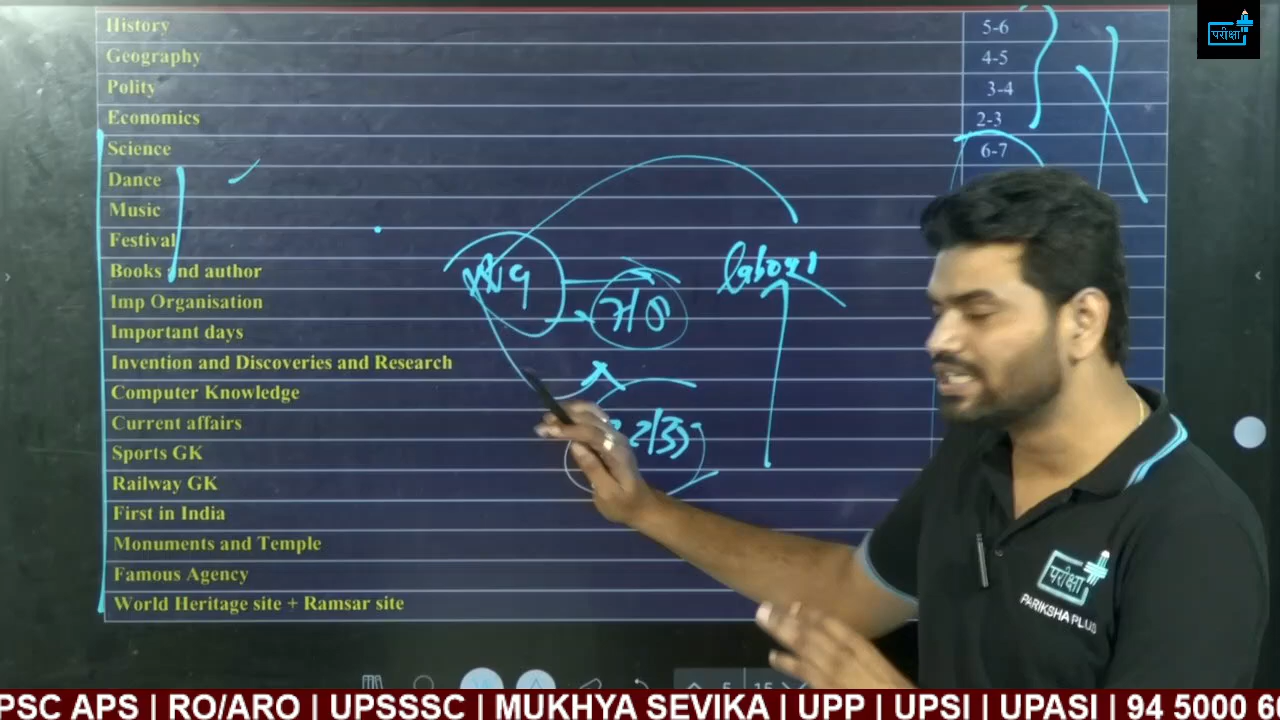 परीक्षा
History 5-6
Geography 4-5
Polity 3-4
Economics 2-3
Science 6-7
Dance
Music
Festival
Books and author
Imp Organisation
Important days
Invention and Discoveries and Research
Computer Knowledge
Current affairs
Sports GK
Railway GK
First in India
Monuments and Temple
Famous Agency
World Heritage site + Ramsar site
परीक्षा
PARIKSHA PLUS
5 15
PSC APS | RO/ARO | UPSSSC | MUKHYA SEVIKA | UPP | UPSI | UPASI | 94 5000 6